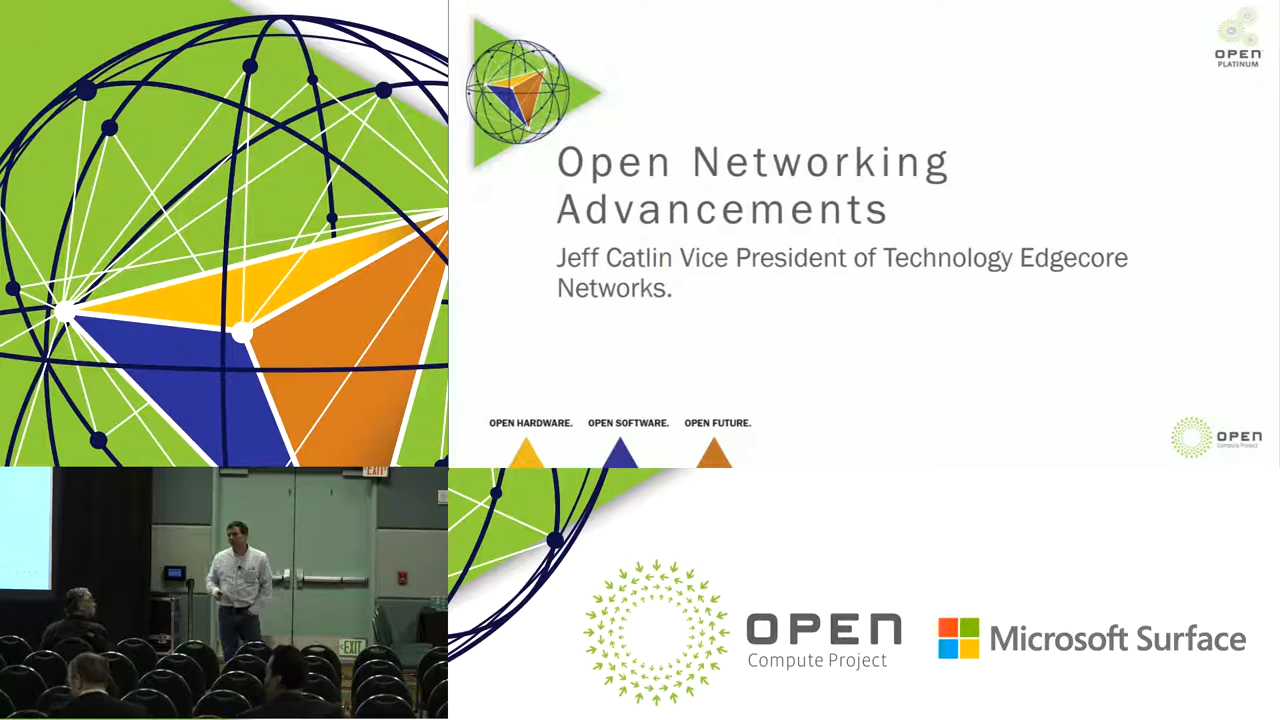 OPEN
PLATINUM
Open Networking
Advancements
Jeff Catlin Vice President of Technology Edgecore
Networks.
OPEN HARDWARE. OPEN SOFTWARE. OPEN FUTURE.
OPEN
Compute Project
EXIT
EXIT
OPEN
Compute Project
Microsoft Surface